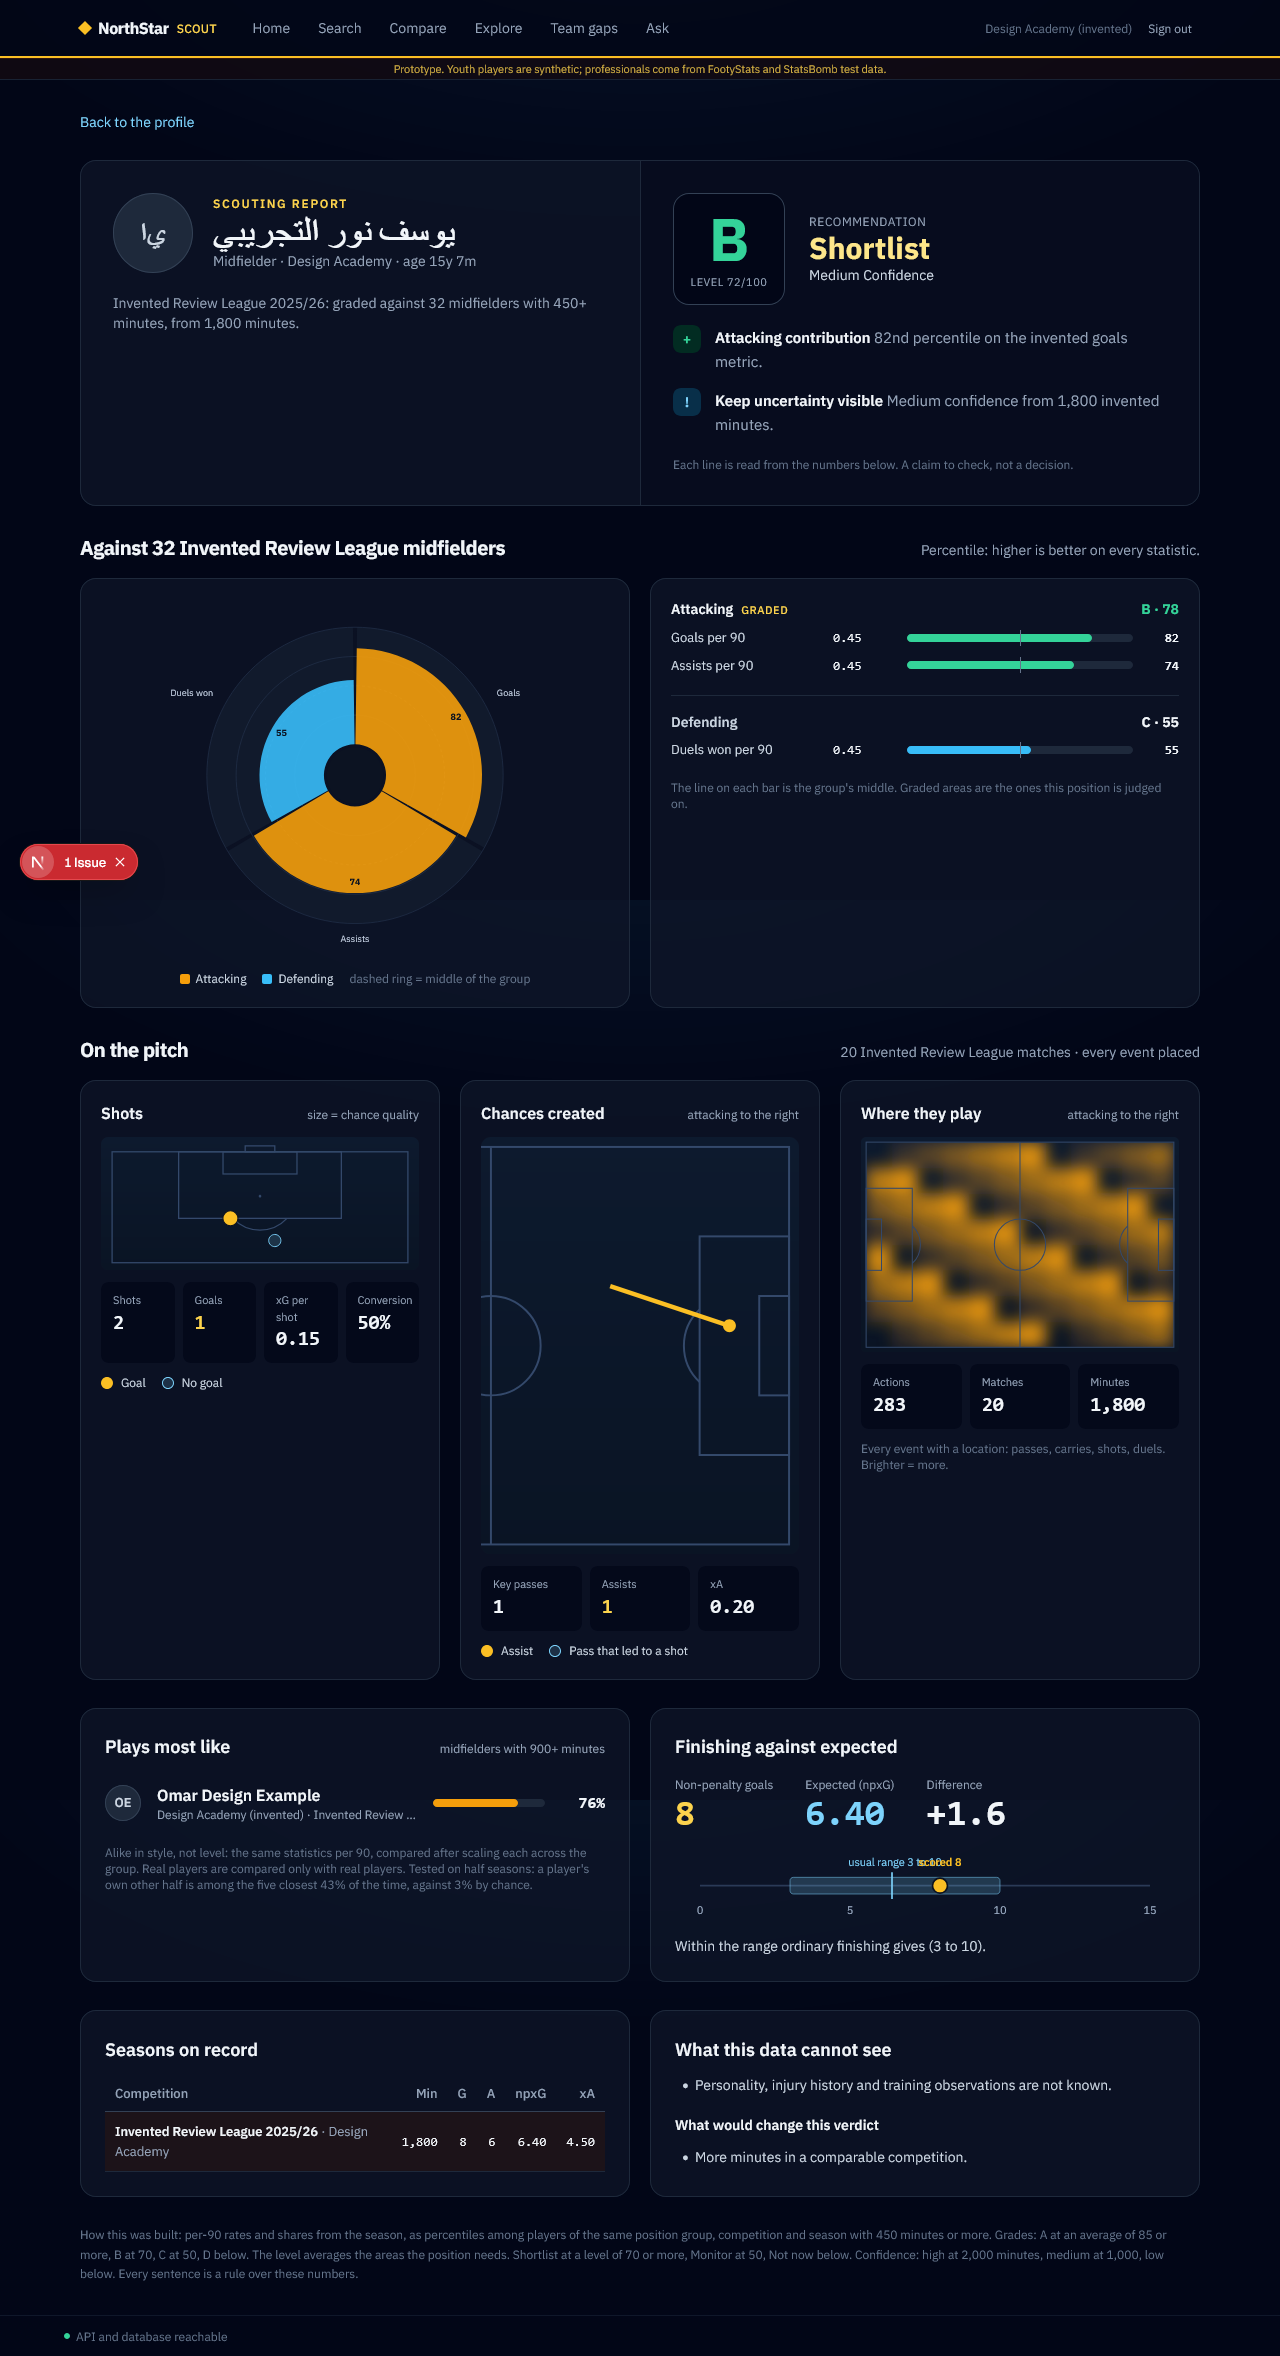 NorthStar SCOUT Home Search Compare Explore Team gaps Ask Design Academy (invented) Sign out
Prototype. Youth players are synthetic; professionals come from FootyStats and StatsBomb test data.
Back to the profile
يا
SCOUTING REPORT
يوسف نور التجريبي
Midfielder · Design Academy · age 15y 7m
Invented Review League 2025/26: graded against 32 midfielders with 450+
minutes, from 1,800 minutes.
B
LEVEL 72/100
RECOMMENDATION
Shortlist
Medium Confidence
+ Attacking contribution 82nd percentile on the invented goals
metric.
! Keep uncertainty visible Medium confidence from 1,800 invented
minutes.
Each line is read from the numbers below. A claim to check, not a decision.
Against 32 Invented Review League midfielders
Percentile: higher is better on every statistic.
Duels won
Goals
82
55
74
Assists
Attacking Defending dashed ring = middle of the group
Attacking GRADED B · 78
Goals per 90 0.45 82
Assists per 90 0.45 74
Defending C · 55
Duels won per 90 0.45 55
The line on each bar is the group's middle. Graded areas are the ones this position is judged
on.
N 1 Issue ×
On the pitch
20 Invented Review League matches · every event placed
Shots size = chance quality
Shots Goals xG per shot Conversion
2 1 0.15 50%
Goal No goal
Chances created attacking to the right
Key passes Assists xA
1 1 0.20
Assist Pass that led to a shot
Where they play attacking to the right
Actions Matches Minutes
283 20 1,800
Every event with a location: passes, carries, shots, duels.
Brighter = more.
Plays most like midfielders with 900+ minutes
OE Omar Design Example 76%
Design Academy (invented) · Invented Review ...
Alike in style, not level: the same statistics per 90, compared after scaling each across the
group. Real players are compared only with real players. Tested on half seasons: a player's
own other half is among the five closest 43% of the time, against 3% by chance.
Finishing against expected
Non-penalty goals Expected (npxG) Difference
8 6.40 +1.6
usual range 3 to 10 scored 8
0 5 10 15
Within the range ordinary finishing gives (3 to 10).
Seasons on record
Competition Min G A npxG xA
Invented Review League 2025/26 · Design
Academy
1,800 8 6 6.40 4.50
What this data cannot see
• Personality, injury history and training observations are not known.
What would change this verdict
• More minutes in a comparable competition.
How this was built: per-90 rates and shares from the season, as percentiles among players of the same position group, competition and season with 450 minutes or more. Grades: A at an average of 85 or
more, B at 70, C at 50, D below. The level averages the areas the position needs. Shortlist at a level of 70 or more, Monitor at 50, Not now below. Confidence: high at 2,000 minutes, medium at 1,000, low
below. Every sentence is a rule over these numbers.
API and database reachable